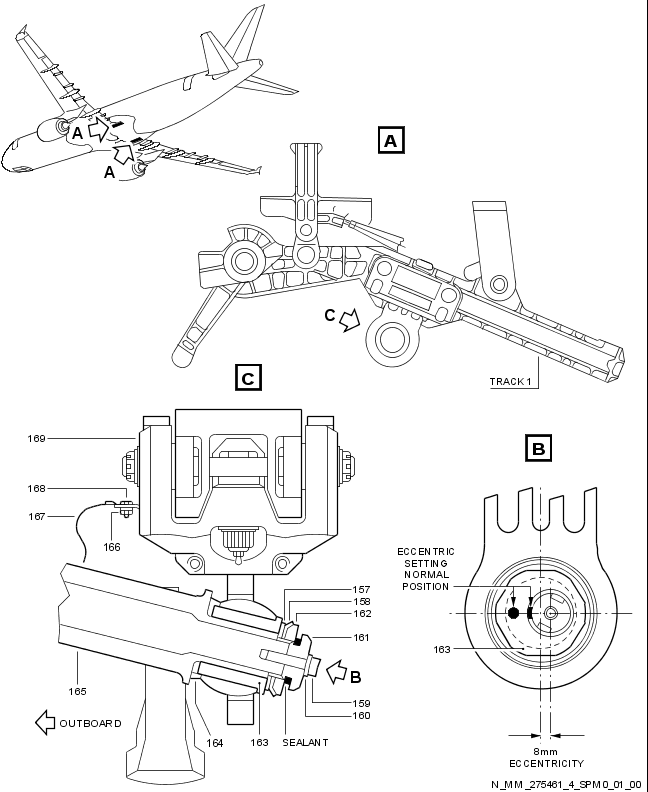 A
A
A
C
TRACK 1
C
169
168
167
166
B
ECCENTRIC
SETTING
NORMAL
POSITION
163
157
158
162
161
B
159
160
165
OUTBOARD
164
163
SEALANT
8mm
ECCENTRICITY
N_MM_275461_4_SPM0_01_00